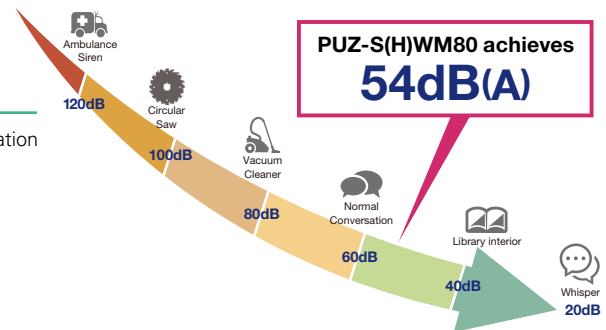 Ambulance
Siren
120dB
ation
Circular
Saw
100dB
Vacuum
Cleaner
80dB
PUZ-S(H)WM80 achieves
54dB(A)
Normal
Conversation
60dB
Library interior
40dB
Whisper
20dB